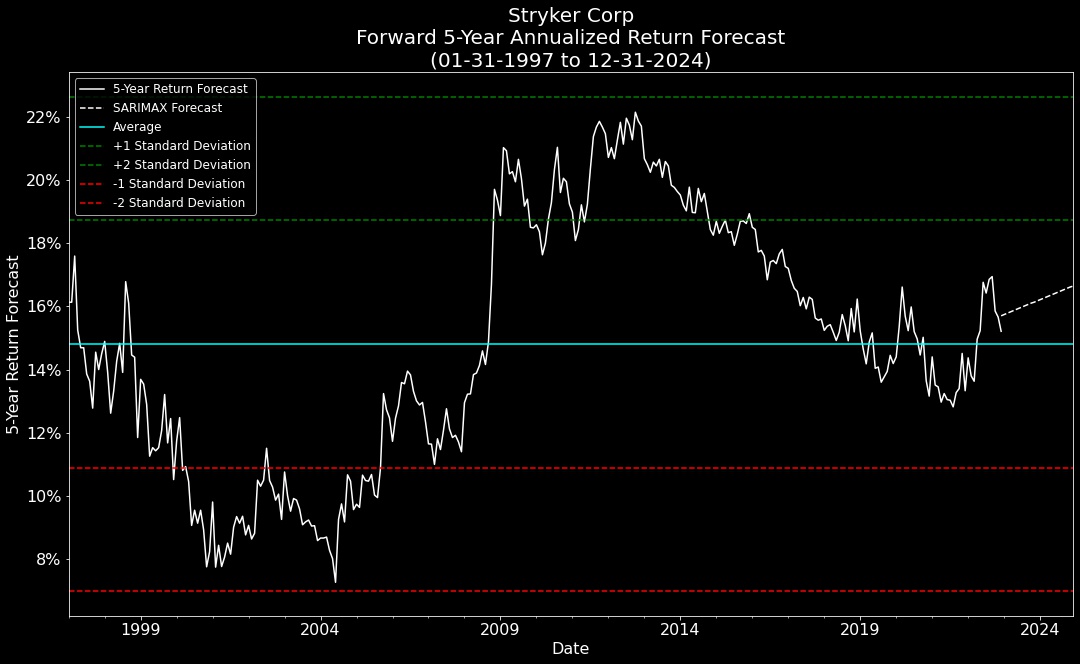 Stryker Corp
Forward 5-Year Annualized Return Forecast
(01-31-1997 to 12-31-2024)
5-Year Return Forecast
SARIMAX Forecast
Average
+1 Standard Deviation
+2 Standard Deviation
-1 Standard Deviation
-2 Standard Deviation
22%
20%
18%
16%
14%
12%
10%
8%
5-Year Return Forecast
1999 2004 2009 2014 2019 2024
Date